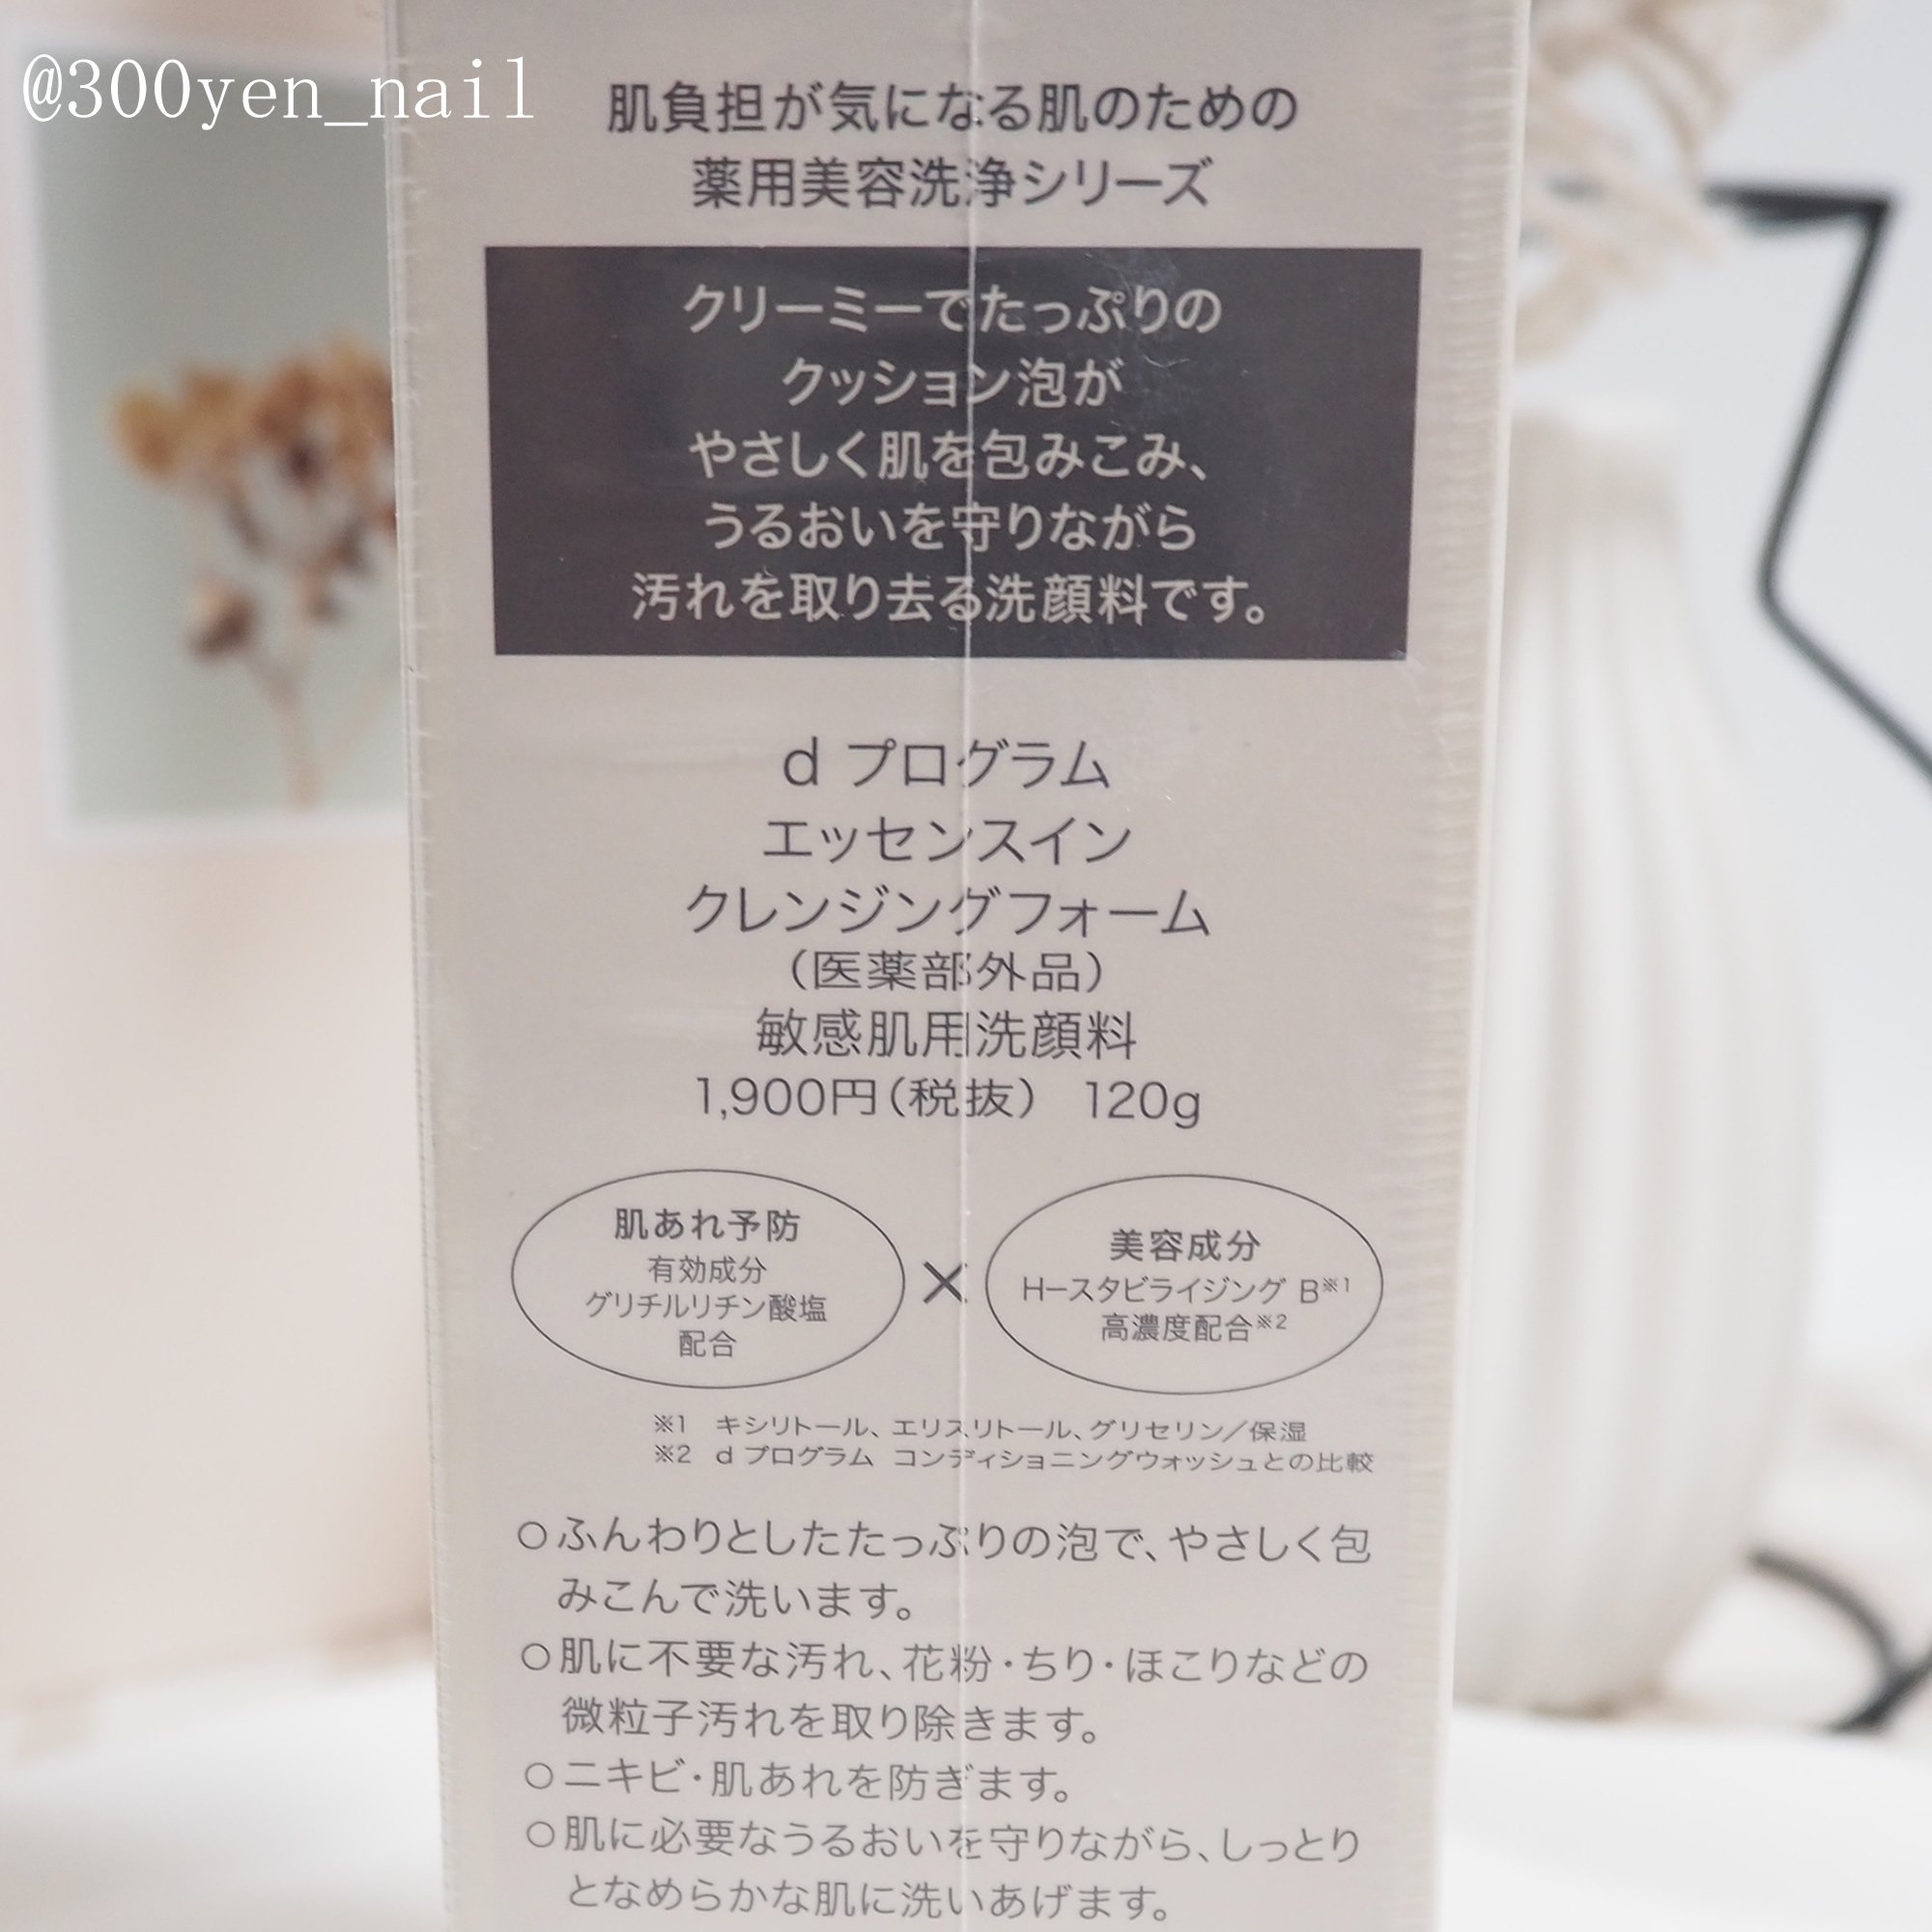 @300yen_nail
肌負担が気になる肌のための
薬用美容洗浄シリーズ
クリーミーでたっぷりの
クッション泡が
やさしく肌を包みこみ、
うるおいを守りながら
汚れを取り去る洗顔料です。
d プログラム
エッセンスイン
クレンジングフォーム
（医薬部外品）
敏感肌用洗顔料
1,900円（税抜） 120g
肌あれ予防
有効成分
グリチルリチン酸塩
配合
×
美容成分
H-スタビライジング B※1
高濃度配合※2
※1 キシリトール、エリスリトール、グリセリン／保湿
※2 d プログラム コンディショニングウォッシュとの比較
○ふんわりとしたたっぷりの泡で、やさしく包
みこんで洗います。
○肌に不要な汚れ、花粉・ちり・ほこりなどの
微粒子汚れを取り除きます。
○ニキビ・肌あれを防ぎます。
○肌に必要なうるおいを守りながら、しっとり
となめらかな肌に洗いあげます。